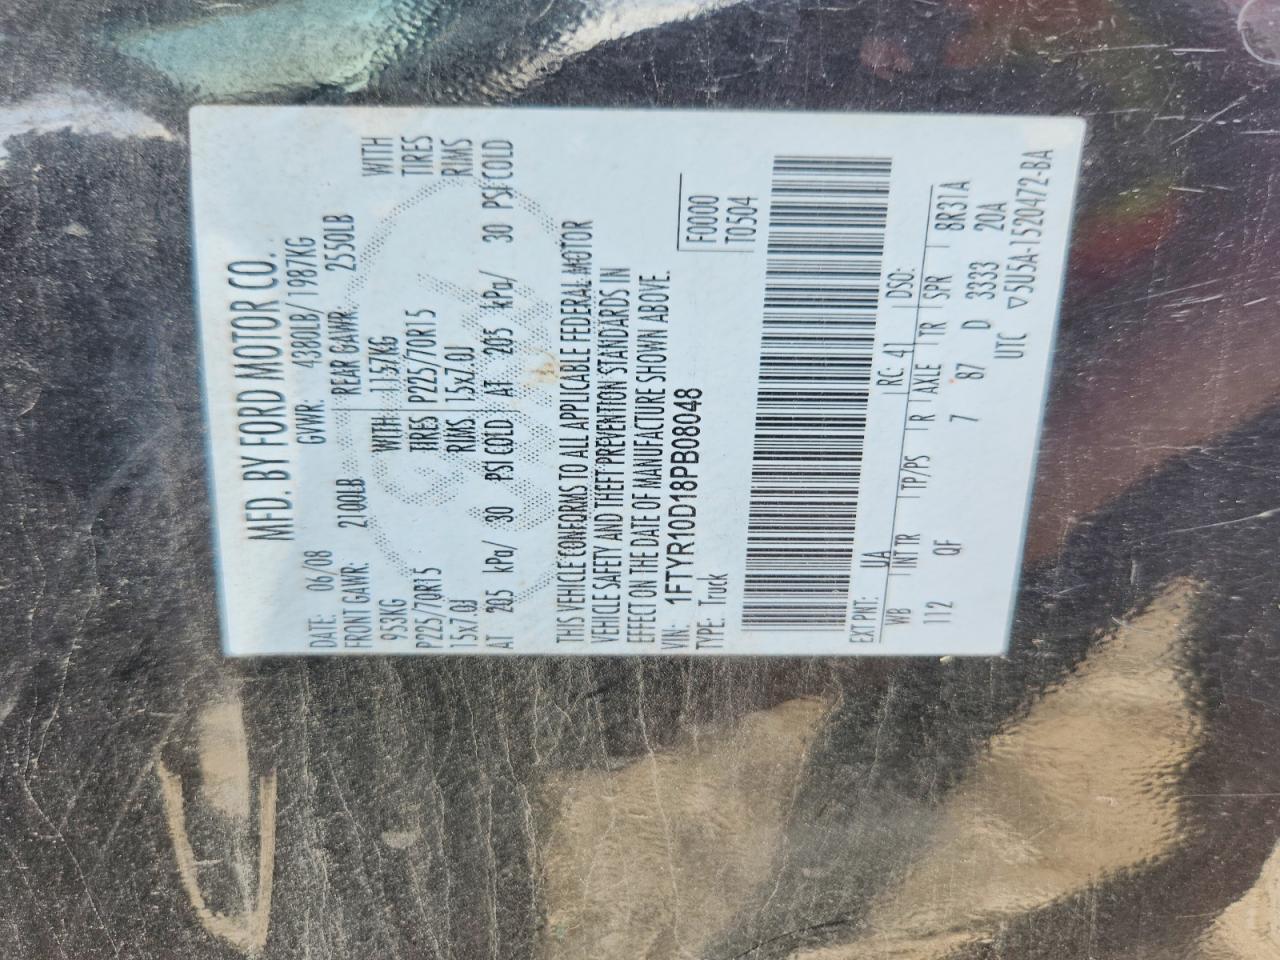 MFD. BY FORD MOTOR CO.
DATE: 06/08 GVWR: 4380LB/ 1987KG
FRONT GAWR: 2100LB REAR GAWR: 2550LB
953KG WITH 1157KG WITH
P225/70R15 TIRES P225/70R15 TIRES
15x7.0J RIMS 15x7.0J RIMS
AT 205 kPa/ 30 PSI COLD AT 205 kPa/ 30 PSI COLD
THIS VEHICLE CONFORMS TO ALL APPLICABLE FEDERAL MOTOR
VEHICLE SAFETY AND THEFT PREVENTION STANDARDS IN
EFFECT ON THE DATE OF MANUFACTURE SHOWN ABOVE.
VIN: 1FTYR10D18PB08048 F0000
TYPE: Truck T0504
EXT PNT: UA RC: 41 DSO:
WB INT TR TP/PS R AXLE TR SPR 8R31A
112 QF 7 87 D 3333 20A
UTC ▽5U5A-1520472-BA